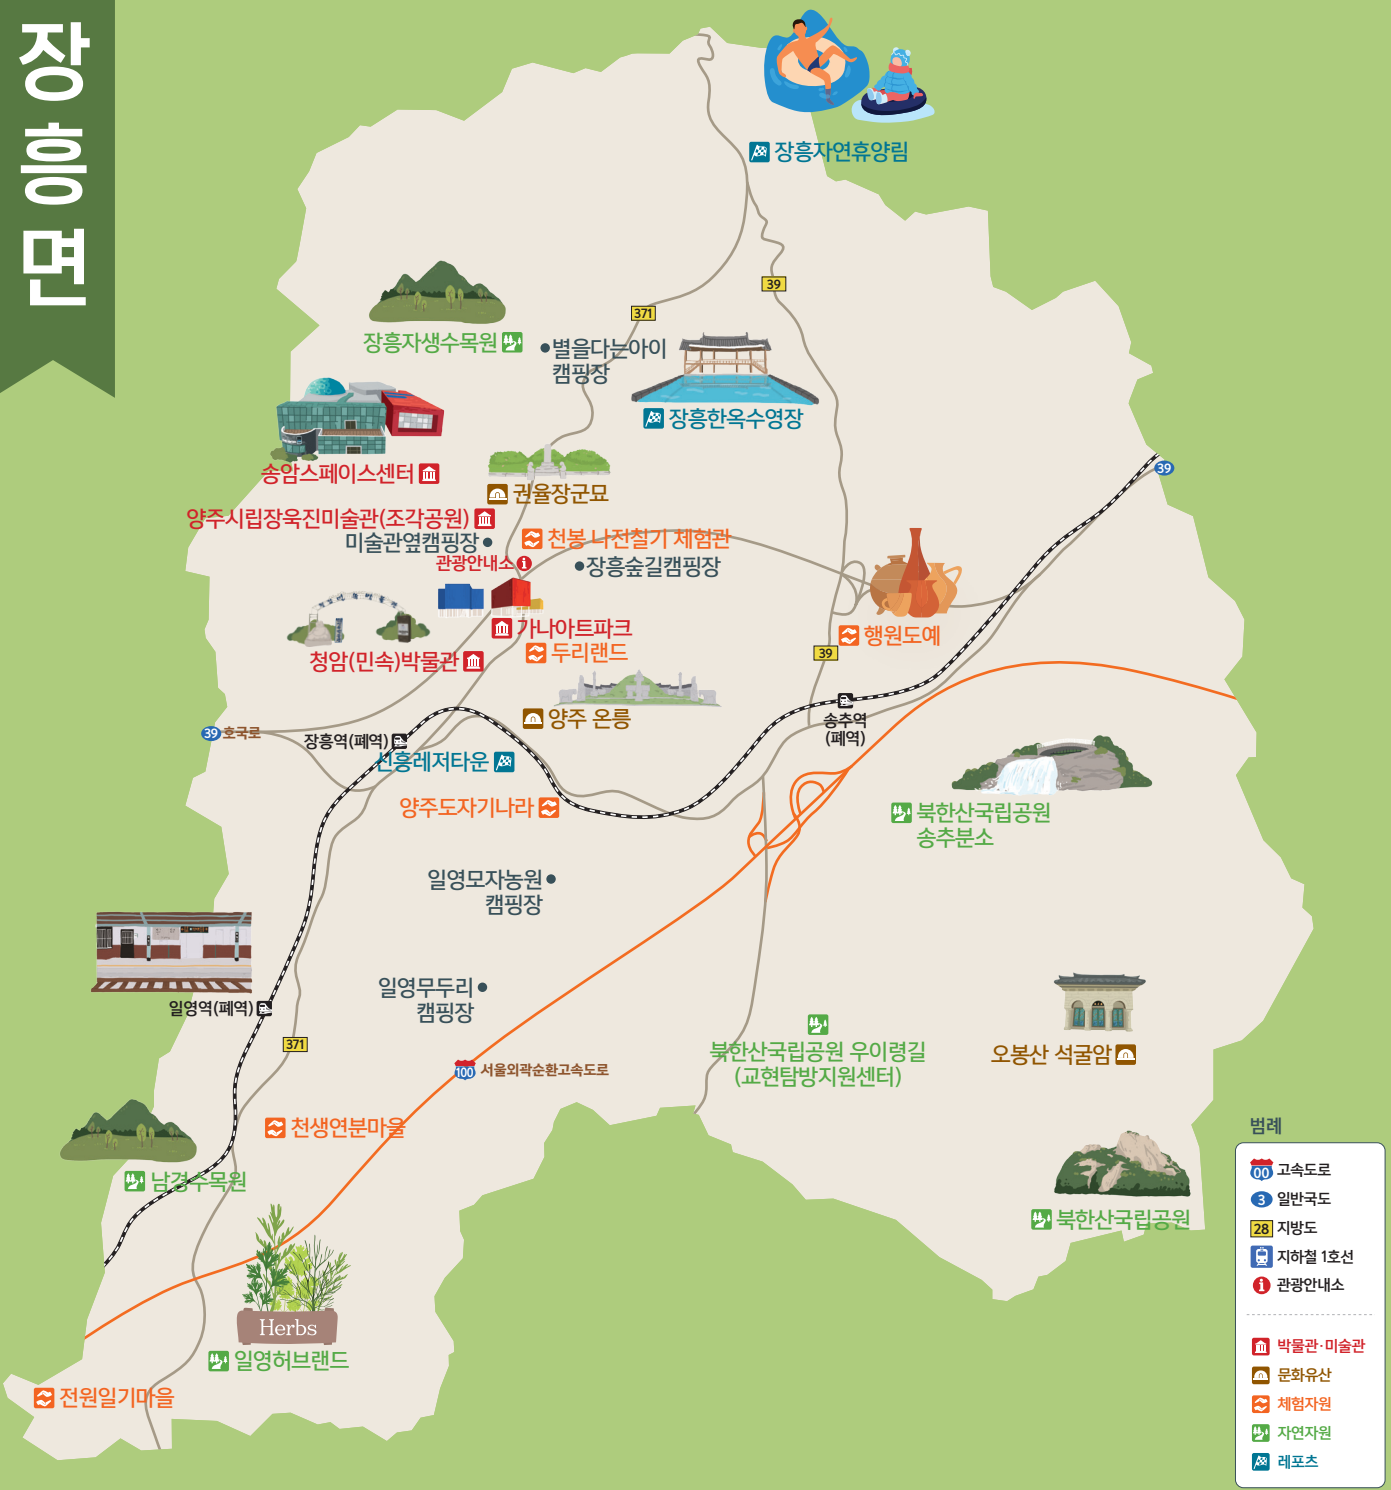 장흥면
장흥자연휴양림
39
371
장흥자생수목원
별을다는아이
캠핑장
장흥한옥수영장
송암스페이스센터
39
권율장군묘
양주시립장욱진미술관(조각공원)
미술관옆캠핑장
천봉 나전칠기 체험관
관광안내소
장흥숲길캠핑장
가나아트파크
행원도예
두리랜드
39
청암(민속)박물관
양주 온릉
송추역
(폐역)
39 호국로
장흥역(폐역)
신흥레저타운
양주도자기나라
북한산국립공원
송추분소
일영모자농원
캠핑장
일영무두리
캠핑장
일영역(폐역)
371
100 서울외곽순환고속도로
북한산국립공원 우이령길
(교현탐방지원센터)
오봉산 석굴암
천생연분마을
남경수목원
북한산국립공원
Herbs
일영허브랜드
전원일기마을
범례
00 고속도로
3 일반국도
28 지방도
지하철 1호선
관광안내소
박물관·미술관
문화유산
체험자원
자연자원
레포츠